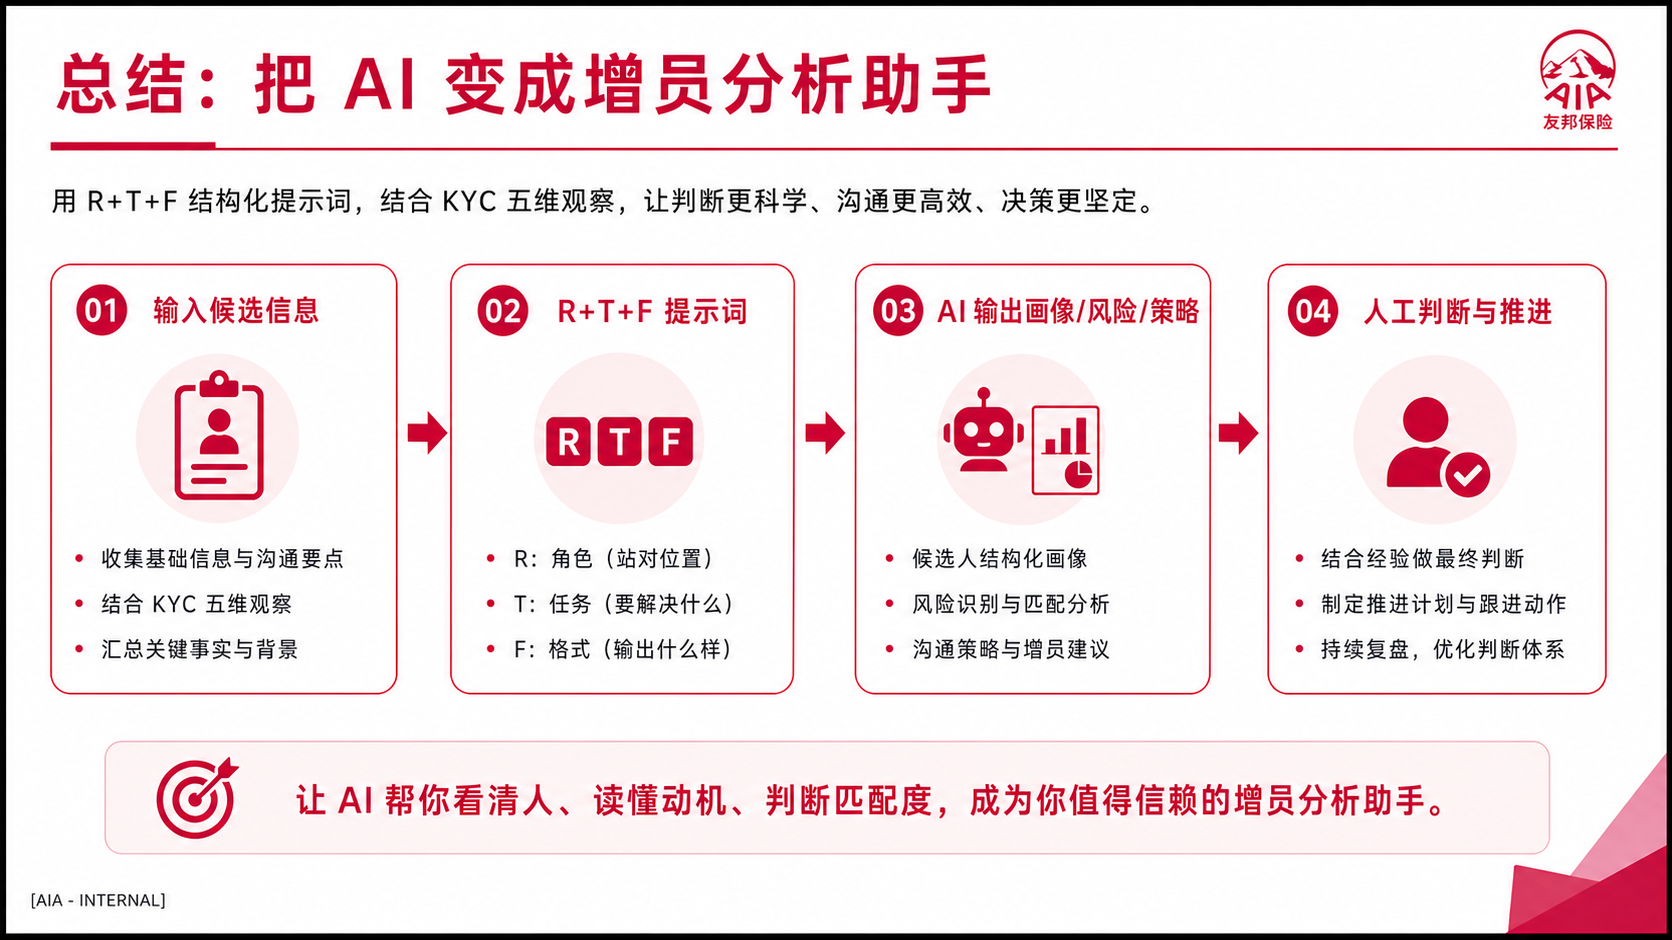 总结：把 AI 变成增员分析助手
AIA
友邦保险
用 R+T+F 结构化提示词，结合 KYC 五维观察，让判断更科学、沟通更高效、决策更坚定。
01 输入候选信息
• 收集基础信息与沟通要点
• 结合 KYC 五维观察
• 汇总关键事实与背景
02 R+T+F 提示词
R T F
• R：角色（站对位置）
• T：任务（要解决什么）
• F：格式（输出什么样）
03 AI 输出画像/风险/策略
• 候选人结构化画像
• 风险识别与匹配分析
• 沟通策略与增员建议
04 人工判断与推进
• 结合经验做最终判断
• 制定推进计划与跟进动作
• 持续复盘，优化判断体系
让 AI 帮你看清人、读懂动机、判断匹配度，成为你值得信赖的增员分析助手。
[AIA - INTERNAL]